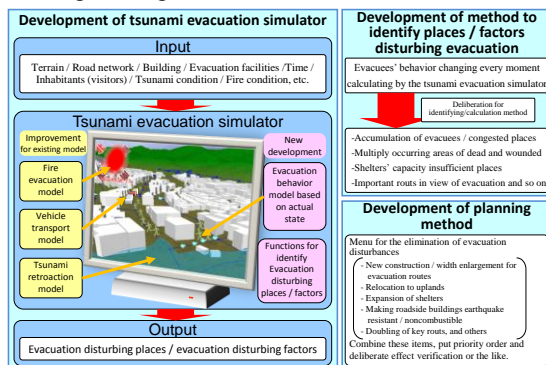 Development of tsunami evacuation simulator
Input
Terrain / Road network / Building / Evacuation facilities /Time /
Inhabitants (visitors) / Tsunami condition / Fire condition, etc.
Tsunami evacuation simulator
Improvement
for existing model
Fire
evacuation
model
Vehicle
transport
model
Tsunami
retroaction
model
New
development
Evacuation
behavior
model based
on actual
state
Functions for
identify
Evacuation
disturbing
places / factors
Output
Evacuation disturbing places / evacuation disturbing factors
Development of method to
identify places / factors
disturbing evacuation
Evacuees' behavior changing every moment
calculating by the tsunami evacuation simulator
Deliberation for
identifying/calculation method
-Accumulation of evacuees / congested places
-Multiply occurring areas of dead and wounded
-Shelters' capacity insufficient places
-Important routs in view of evacuation and so on
Development of planning
method
Menu for the elimination of evacuation
disturbances
- New construction / width enlargement for
evacuation routes
- Relocation to uplands
- Expansion of shelters
- Making roadside buildings earthquake
resistant / noncombustible
- Doubling of key routs, and others
Combine these items, put priority order and
deliberate effect verification or the like.